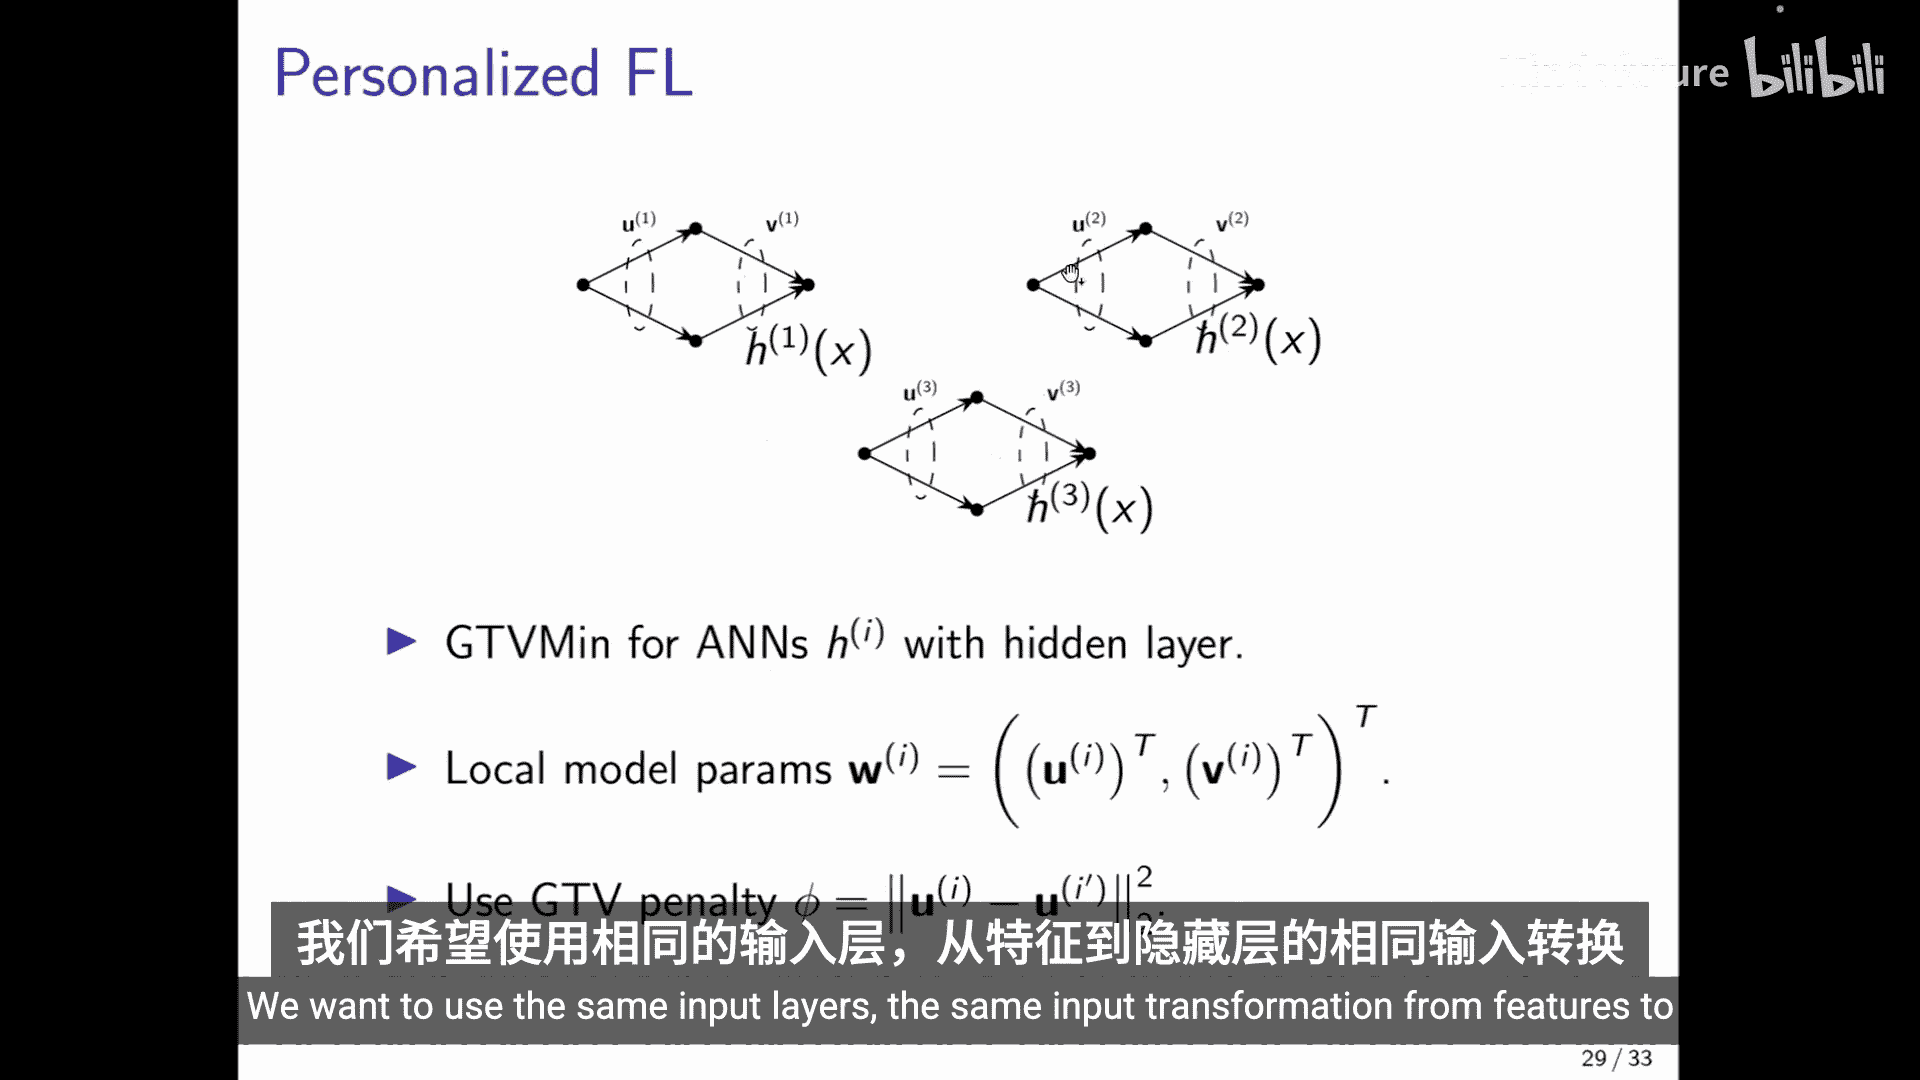 Personalized FL
ure bilibili
u^(1) v^(1) u^(2) v^(2)
h^(1)(x) h^(2)(x)
u^(3) v^(3)
h^(3)(x)
▶ GTVMin for ANNs h^(i) with hidden layer.
▶ Local model params w^(i) = ((u^(i))^T, (v^(i))^T)^T.
▶ Use GTV penalty ϕ = ||u^(i) − u^(i′)||_2^2.
我们希望使用相同的输入层，从特征到隐藏层的相同输入转换
We want to use the same input layers, the same input transformation from features to
29 / 33